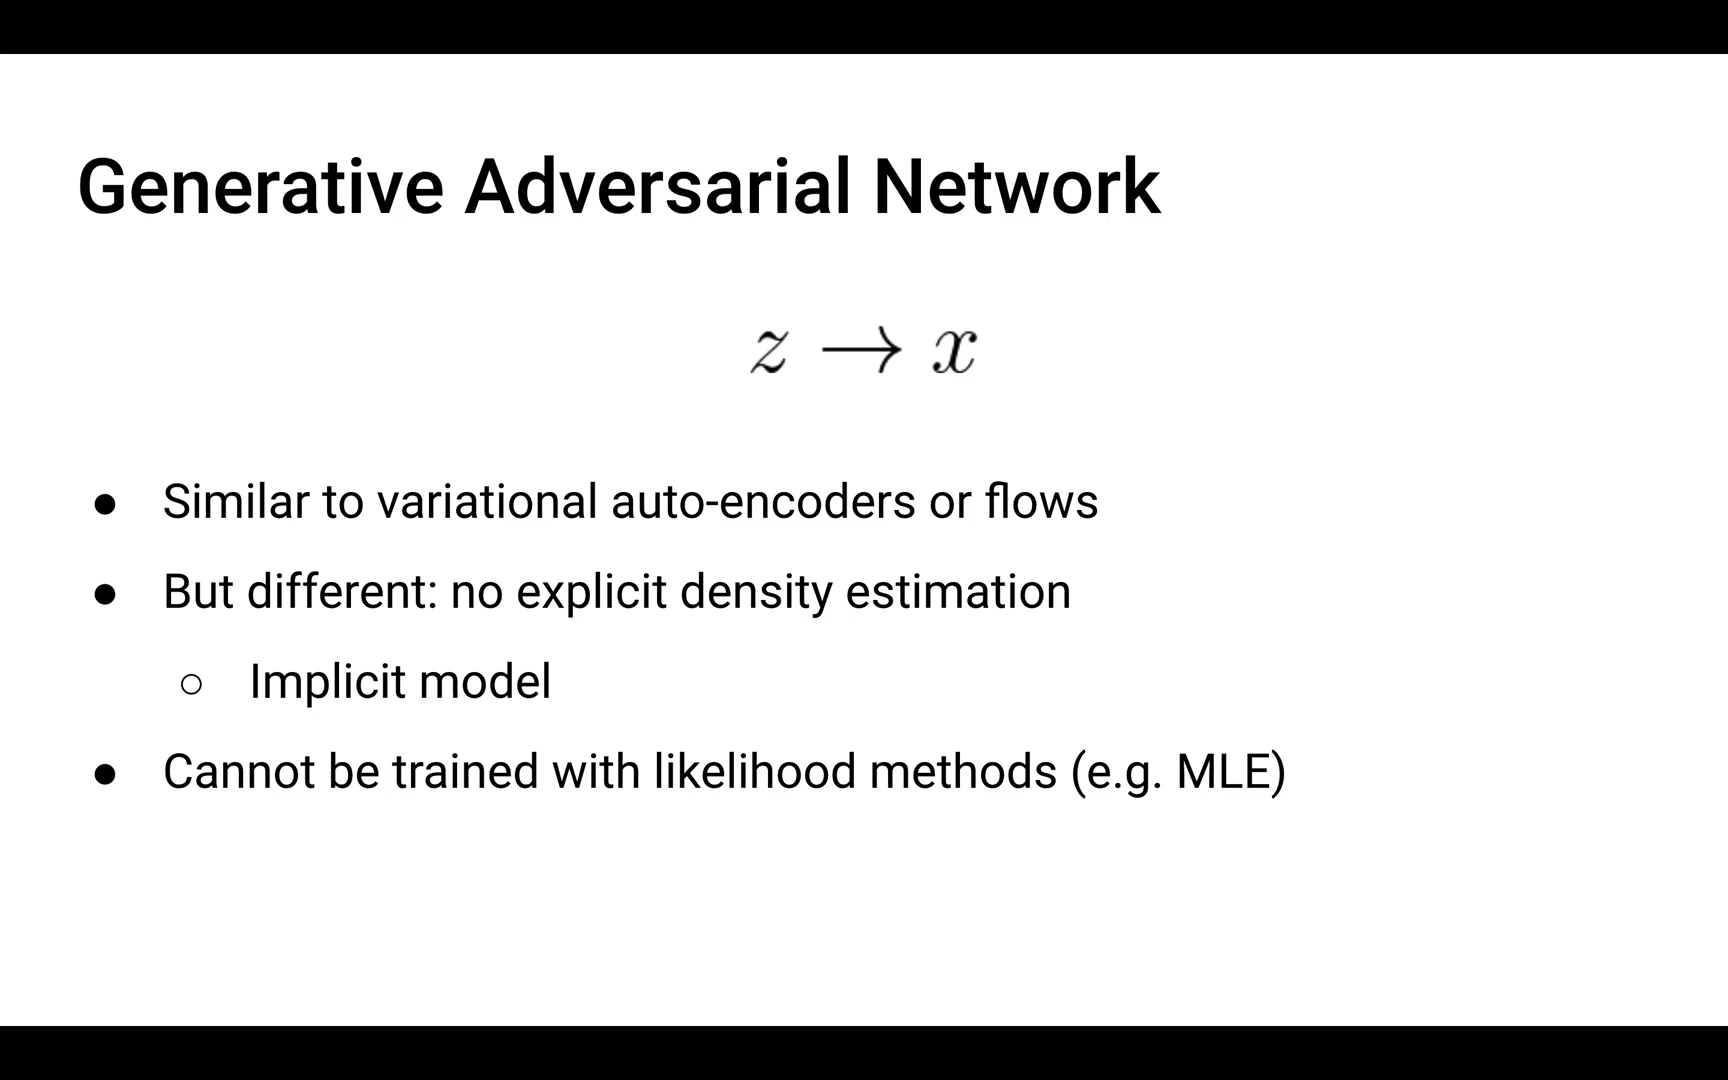 Generative Adversarial Network
z → x
● Similar to variational auto-encoders or flows
● But different: no explicit density estimation
○ Implicit model
● Cannot be trained with likelihood methods (e.g. MLE)